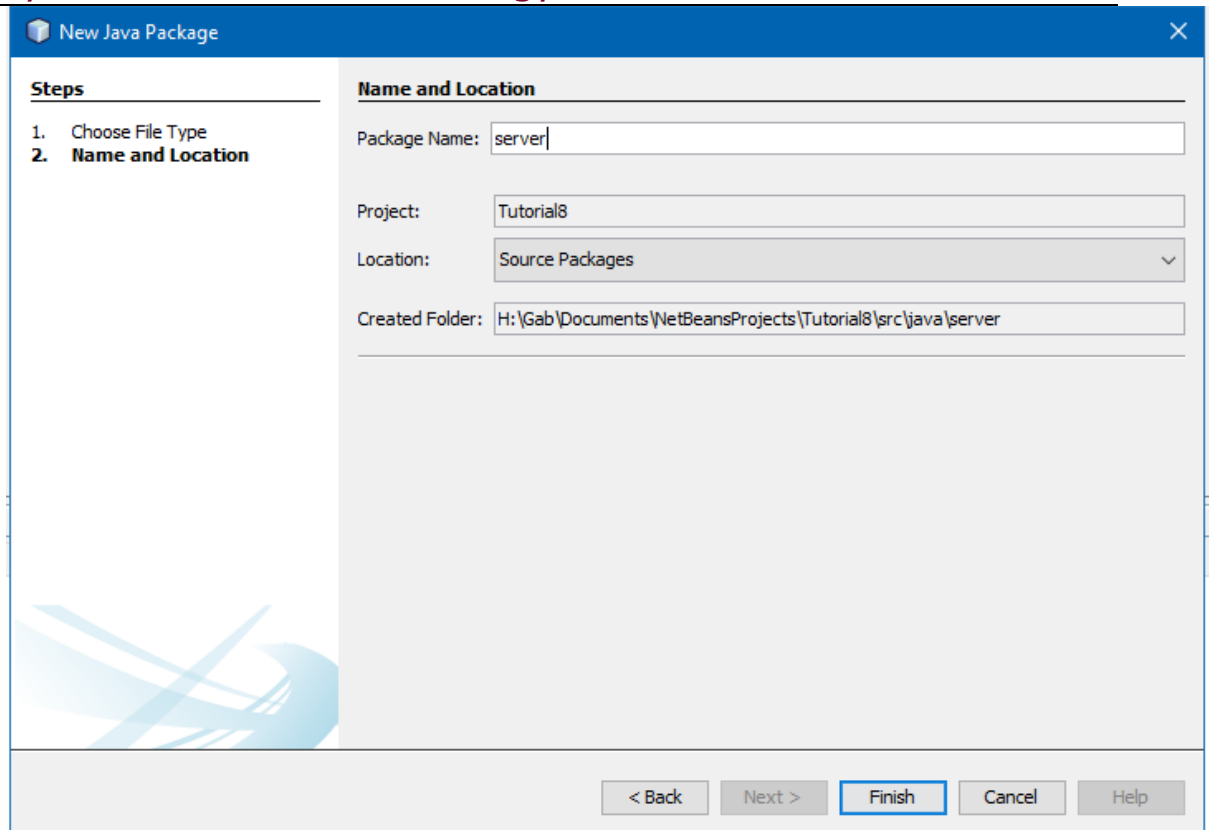 New Java Package
Steps
1. Choose File Type
2. Name and Location
Name and Location
Package Name: server
Project: Tutorial8
Location: Source Packages
Created Folder: H:\Gab\Documents\NetBeansProjects\Tutorial8\src\java\server
< Back Next > Finish Cancel Help